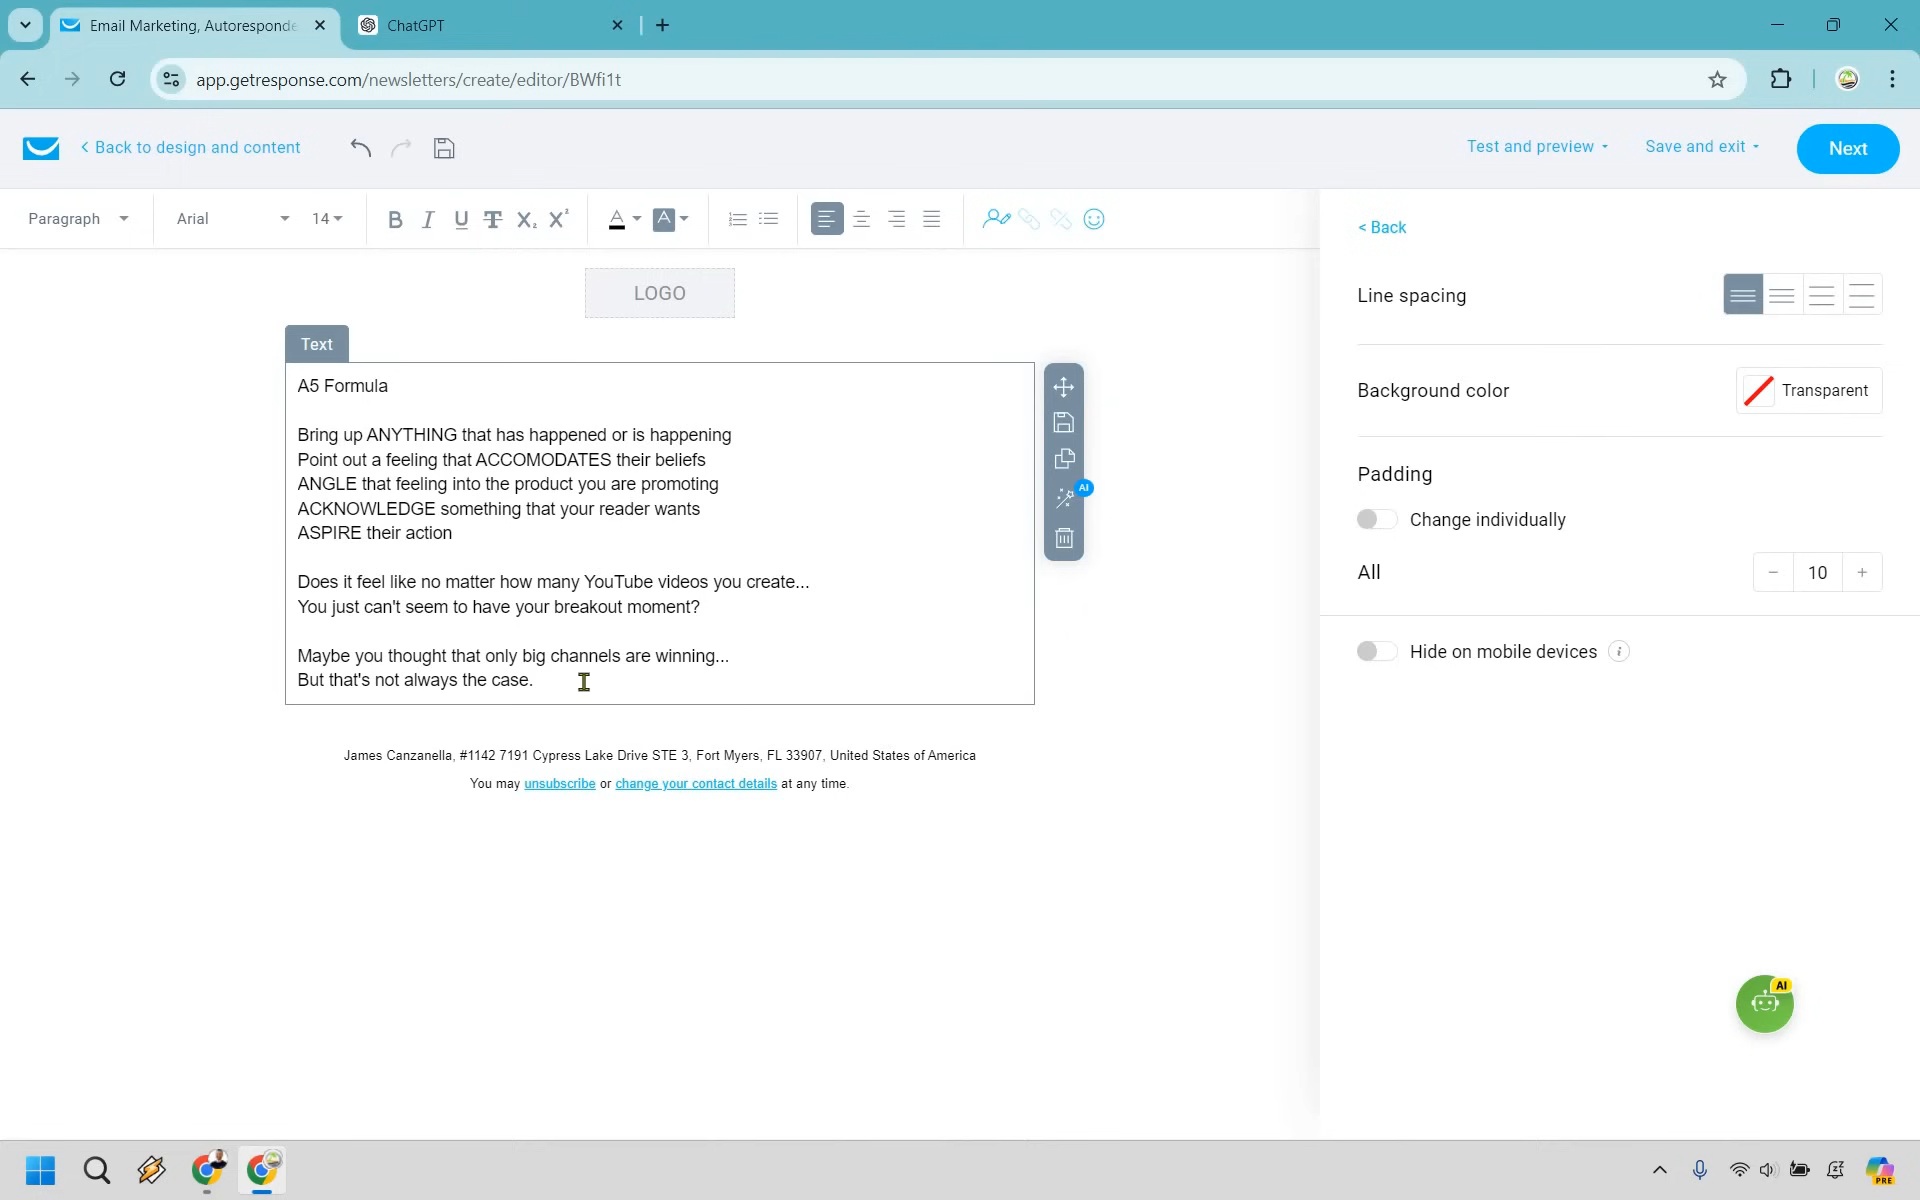 Email Marketing, Autoresponde
ChatGPT
app.getresponse.com/newsletters/create/editor/BWfi1t
< Back to design and content
Test and preview
Save and exit
Next
Paragraph
Arial
14
B I U T X₂ X²
A
A
< Back
LOGO
Line spacing
Text
A5 Formula
Background color
Transparent
Bring up ANYTHING that has happened or is happening
Point out a feeling that ACCOMODATES their beliefs
ANGLE that feeling into the product you are promoting
ACKNOWLEDGE something that your reader wants
ASPIRE their action
AI
Padding
Change individually
All
− 10 +
Does it feel like no matter how many YouTube videos you create...
You just can't seem to have your breakout moment?
Maybe you thought that only big channels are winning...
But that's not always the case.
Hide on mobile devices
i
James Canzanella, #1142 7191 Cypress Lake Drive STE 3, Fort Myers, FL 33907, United States of America
You may unsubscribe or change your contact details at any time.
AI
PRE